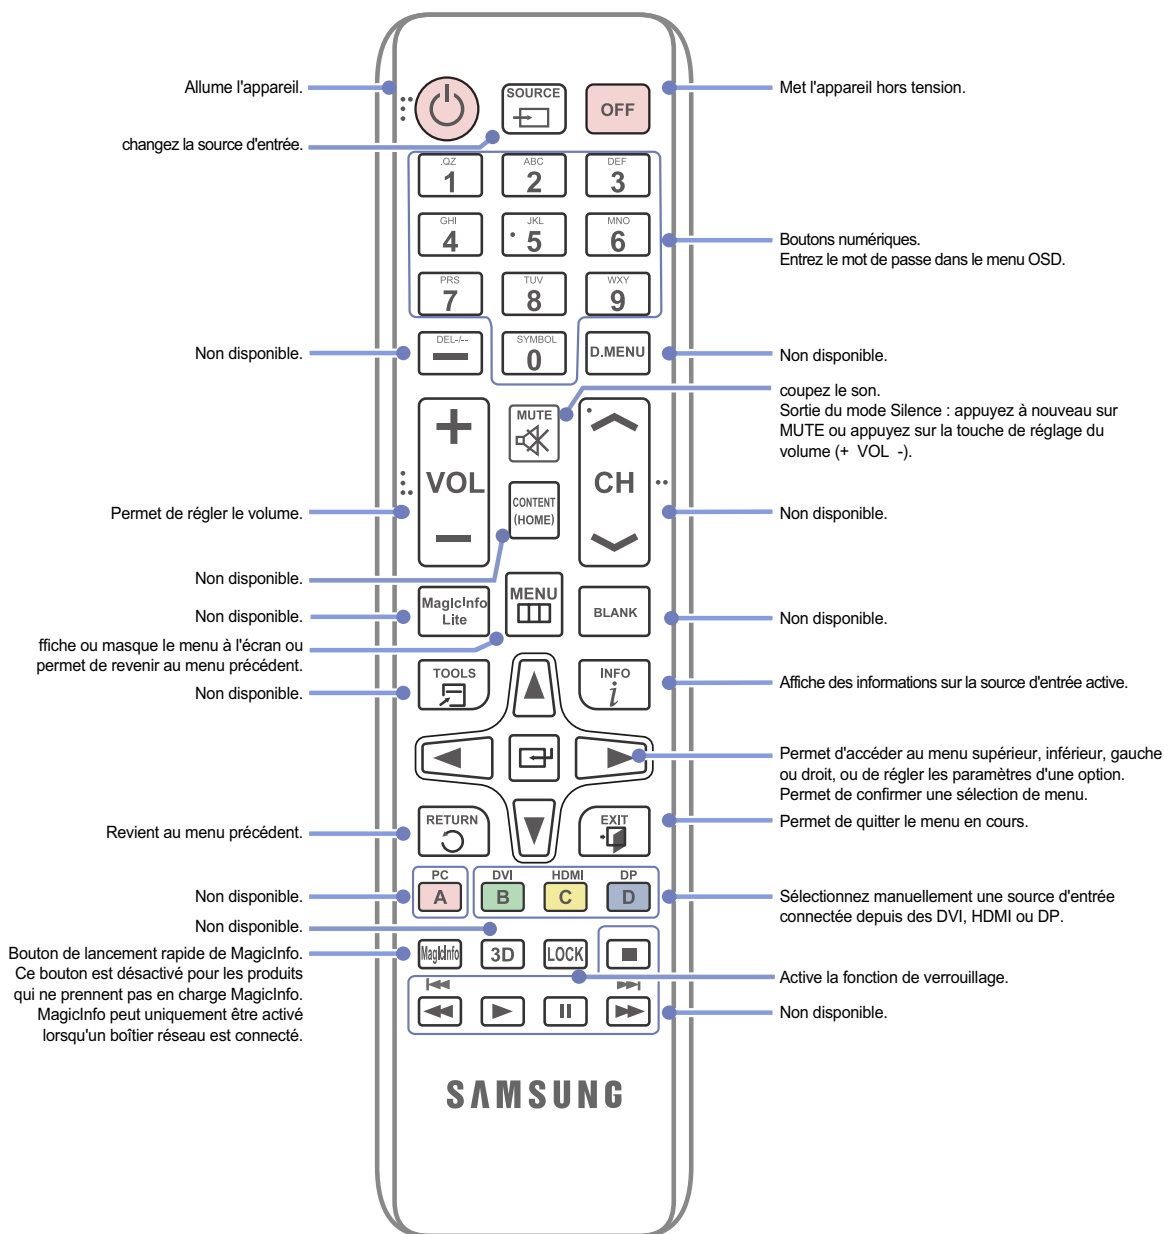 Allume l'appareil.
SOURCE
OFF
Met l'appareil hors tension.
changez la source d'entrée.
.QZ
1
ABC
2
DEF
3
GHI
4
JKL
5
MNO
6
Boutons numériques.
Entrez le mot de passe dans le menu OSD.
PRS
7
TUV
8
WXY
9
Non disponible.
DEL-/--
SYMBOL
0
D.MENU
Non disponible.
coupez le son.
Sortie du mode Silence : appuyez à nouveau sur
MUTE ou appuyez sur la touche de réglage du
volume (+ VOL -).
MUTE
VOL
CH
CONTENT
(HOME)
Permet de régler le volume.
Non disponible.
Non disponible.
Non disponible.
MagicInfo
Lite
MENU
BLANK
Non disponible.
ffiche ou masque le menu à l'écran ou
permet de revenir au menu précédent.
Non disponible.
TOOLS
INFO
i
Affiche des informations sur la source d'entrée active.
Permet d'accéder au menu supérieur, inférieur, gauche
ou droit, ou de régler les paramètres d'une option.
Permet de confirmer une sélection de menu.
Revient au menu précédent.
RETURN
EXIT
Permet de quitter le menu en cours.
PC
A
DVI
B
HDMI
C
DP
D
Non disponible.
Sélectionnez manuellement une source d'entrée
connectée depuis des DVI, HDMI ou DP.
Non disponible.
Bouton de lancement rapide de MagicInfo.
Ce bouton est désactivé pour les produits
qui ne prennent pas en charge MagicInfo.
MagicInfo peut uniquement être activé
lorsqu'un boîtier réseau est connecté.
MagicInfo
3D
LOCK
Active la fonction de verrouillage.
Non disponible.
SAMSUNG